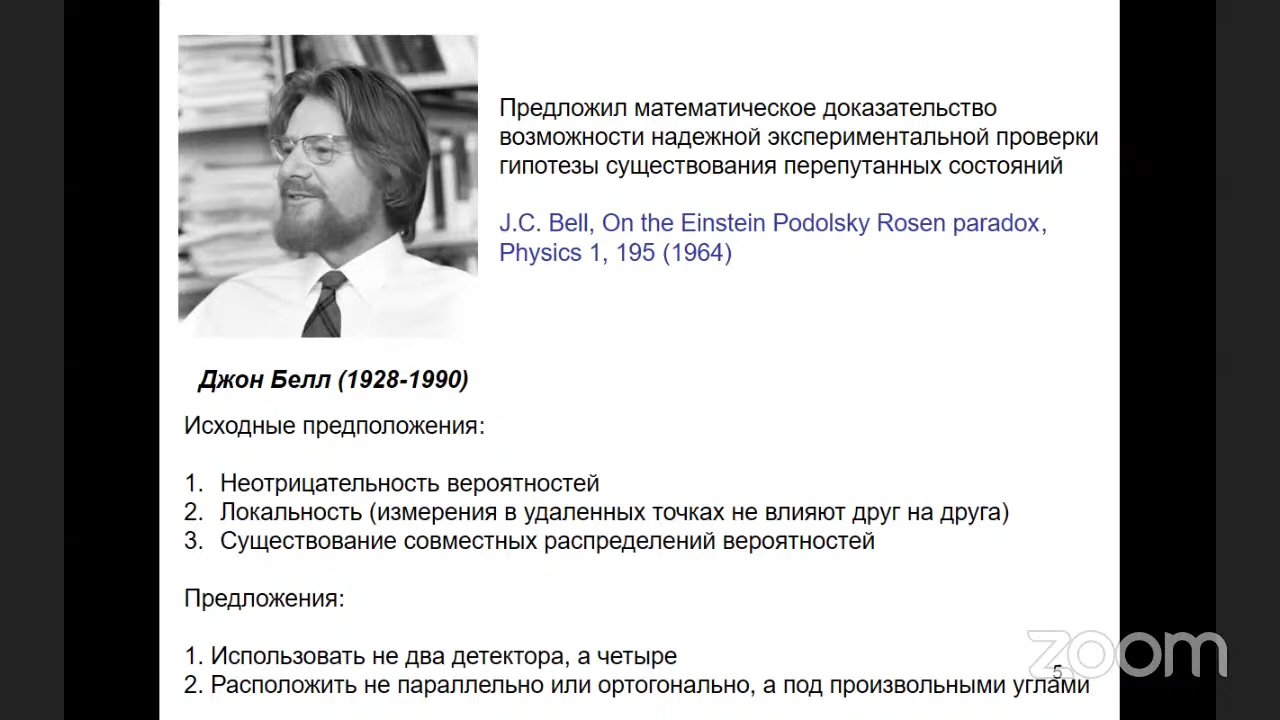 Предложил математическое доказательство
возможности надежной экспериментальной проверки
гипотезы существования перепутанных состояний
J.C. Bell, On the Einstein Podolsky Rosen paradox,
Physics 1, 195 (1964)
Джон Белл (1928-1990)
Исходные предположения:
1. Неотрицательность вероятностей
2. Локальность (измерения в удаленных точках не влияют друг на друга)
3. Существование совместных распределений вероятностей
Предложения:
1. Использовать не два детектора, а четыре
2. Расположить не параллельно или ортогонально, а под произвольными углами
5
zoom